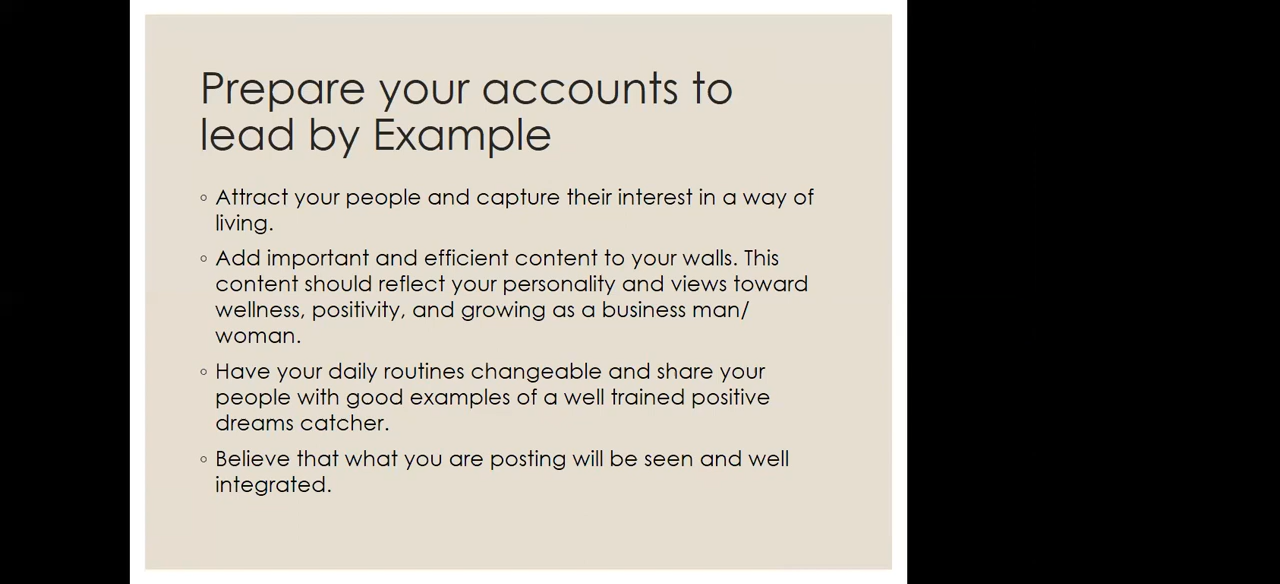 Prepare your accounts to
lead by Example
◦ Attract your people and capture their interest in a way of
living.
◦ Add important and efficient content to your walls. This
content should reflect your personality and views toward
wellness, positivity, and growing as a business man/
woman.
◦ Have your daily routines changeable and share your
people with good examples of a well trained positive
dreams catcher.
◦ Believe that what you are posting will be seen and well
integrated.